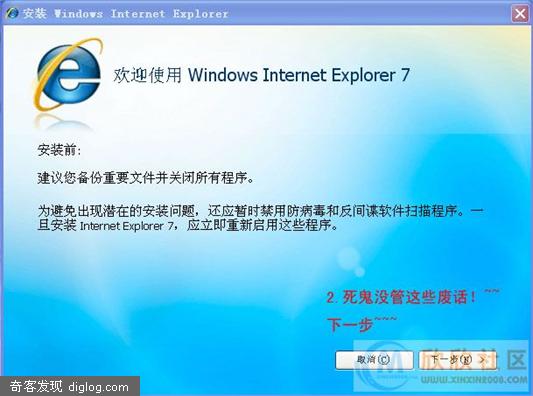 安装 Windows Internet Explorer
欢迎使用 Windows Internet Explorer 7
安装前:
建议您备份重要文件并关闭所有程序。
为避免出现潜在的安装问题，还应暂时禁用防病毒和反间谍软件扫描程序。一
旦安装 Internet Explorer 7，应立即重新启用这些程序。
2. 死鬼没管这些废话！~~
下一步~~~
取消(C)
下一步(N) >
欣欣社区
WWW.XINXIN2008.COM
奇客发现 diglog.com